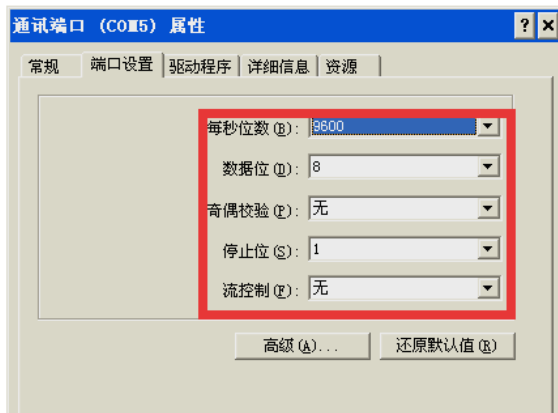 通讯端口 (COM5) 属性
常规 端口设置 驱动程序 详细信息 资源
每秒位数(B): 9600
数据位(D): 8
奇偶校验(P): 无
停止位(S): 1
流控制(F): 无
高级(A)... 还原默认值(R)